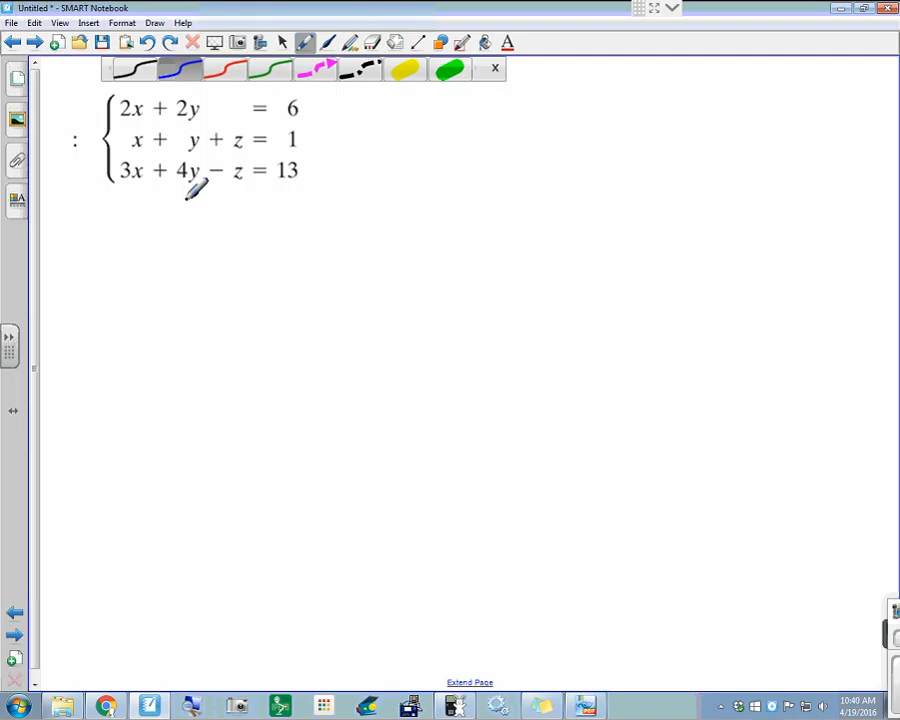 Untitled * - SMART Notebook
File Edit View Insert Format Draw Help
x
2x + 2y = 6
: x + y + z = 1
3x + 4y - z = 13
Extend Page
10:40 AM
4/19/2016